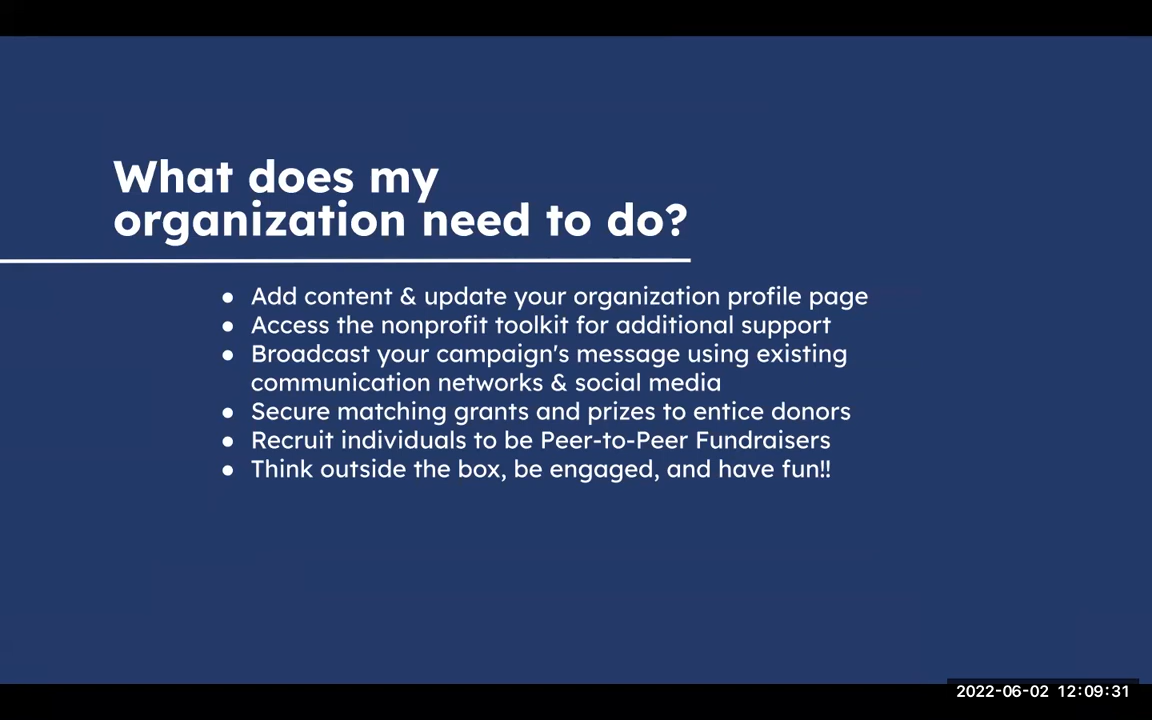 What does my
organization need to do?
● Add content & update your organization profile page
● Access the nonprofit toolkit for additional support
● Broadcast your campaign's message using existing
communication networks & social media
● Secure matching grants and prizes to entice donors
● Recruit individuals to be Peer-to-Peer Fundraisers
● Think outside the box, be engaged, and have fun!!
2022-06-02 12:09:31